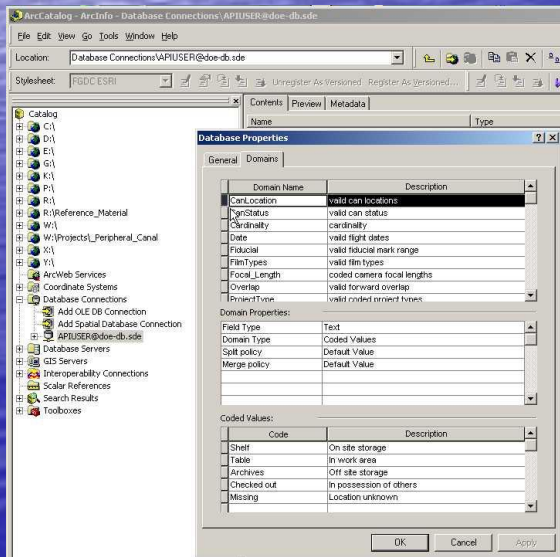 ArcCatalog - ArcInfo - Database Connections\APIUSER@doe-db.sde
File Edit View Go Tools Window Help
Location: Database Connections\APIUSER@doe-db.sde
Stylesheet: FGDC ESRI Unregister As Versioned Register As Versioned...
Contents Preview Metadata
Name Type
Catalog
C:\
D:\
E:\
G:\
K:\
P:\
R:\
R:\Reference_Material
W:\
W:\Projects\_Peripheral_Canal
X:\
Y:\
ArcWeb Services
Coordinate Systems
Database Connections
Add OLE DB Connection
Add Spatial Database Connection
APIUSER@doe-db.sde
Database Servers
GIS Servers
Interoperability Connections
Scalar References
Search Results
Toolboxes
Database Properties
General Domains
Domain Name Description
CanLocation vaild can locations
CanStatus valid can status
Cardinality cardinality
Date valid flight dates
Fiducial valid fiducial mark range
FilmTypes valid film types
Focal_Length coded camera focal lengths
Overlap valid forward overlap
ProjectType valid coded project types
Domain Properties:
Field Type Text
Domain Type Coded Values
Split policy Default Value
Merge policy Default Value
Coded Values:
Code Description
Shelf On site storage
Table In work area
Archives Off site storage
Checked out In possession of others
Missing Location unknown
OK Cancel Apply